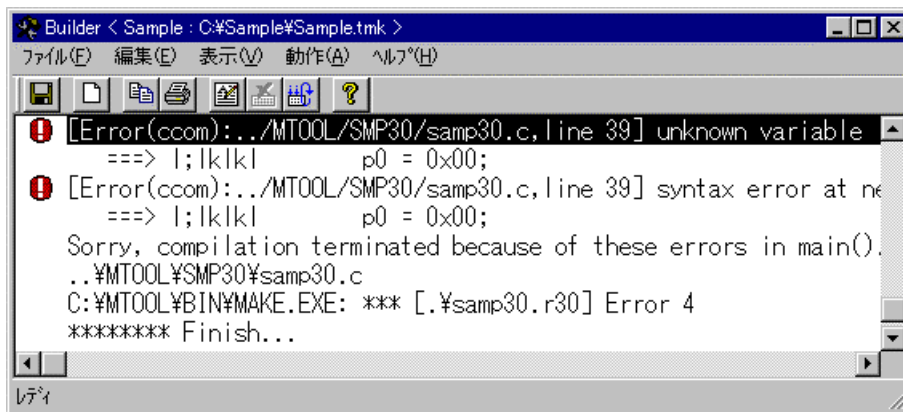 Builder < Sample : C:¥Sample¥Sample.tmk >
ファイル(F) 編集(E) 表示(V) 動作(A) ヘルプ(H)
[Error(ccom):../MTOOL/SMP30/samp30.c,line 39] unknown variable
===> |;|k|k| p0 = 0x00;
[Error(ccom):../MTOOL/SMP30/samp30.c,line 39] syntax error at ne
===> |;|k|k| p0 = 0x00;
Sorry, compilation terminated because of these errors in main().
..¥MTOOL¥SMP30¥samp30.c
C:¥MTOOL¥BIN¥MAKE.EXE: *** [.¥samp30.r30] Error 4
******** Finish...
レディ